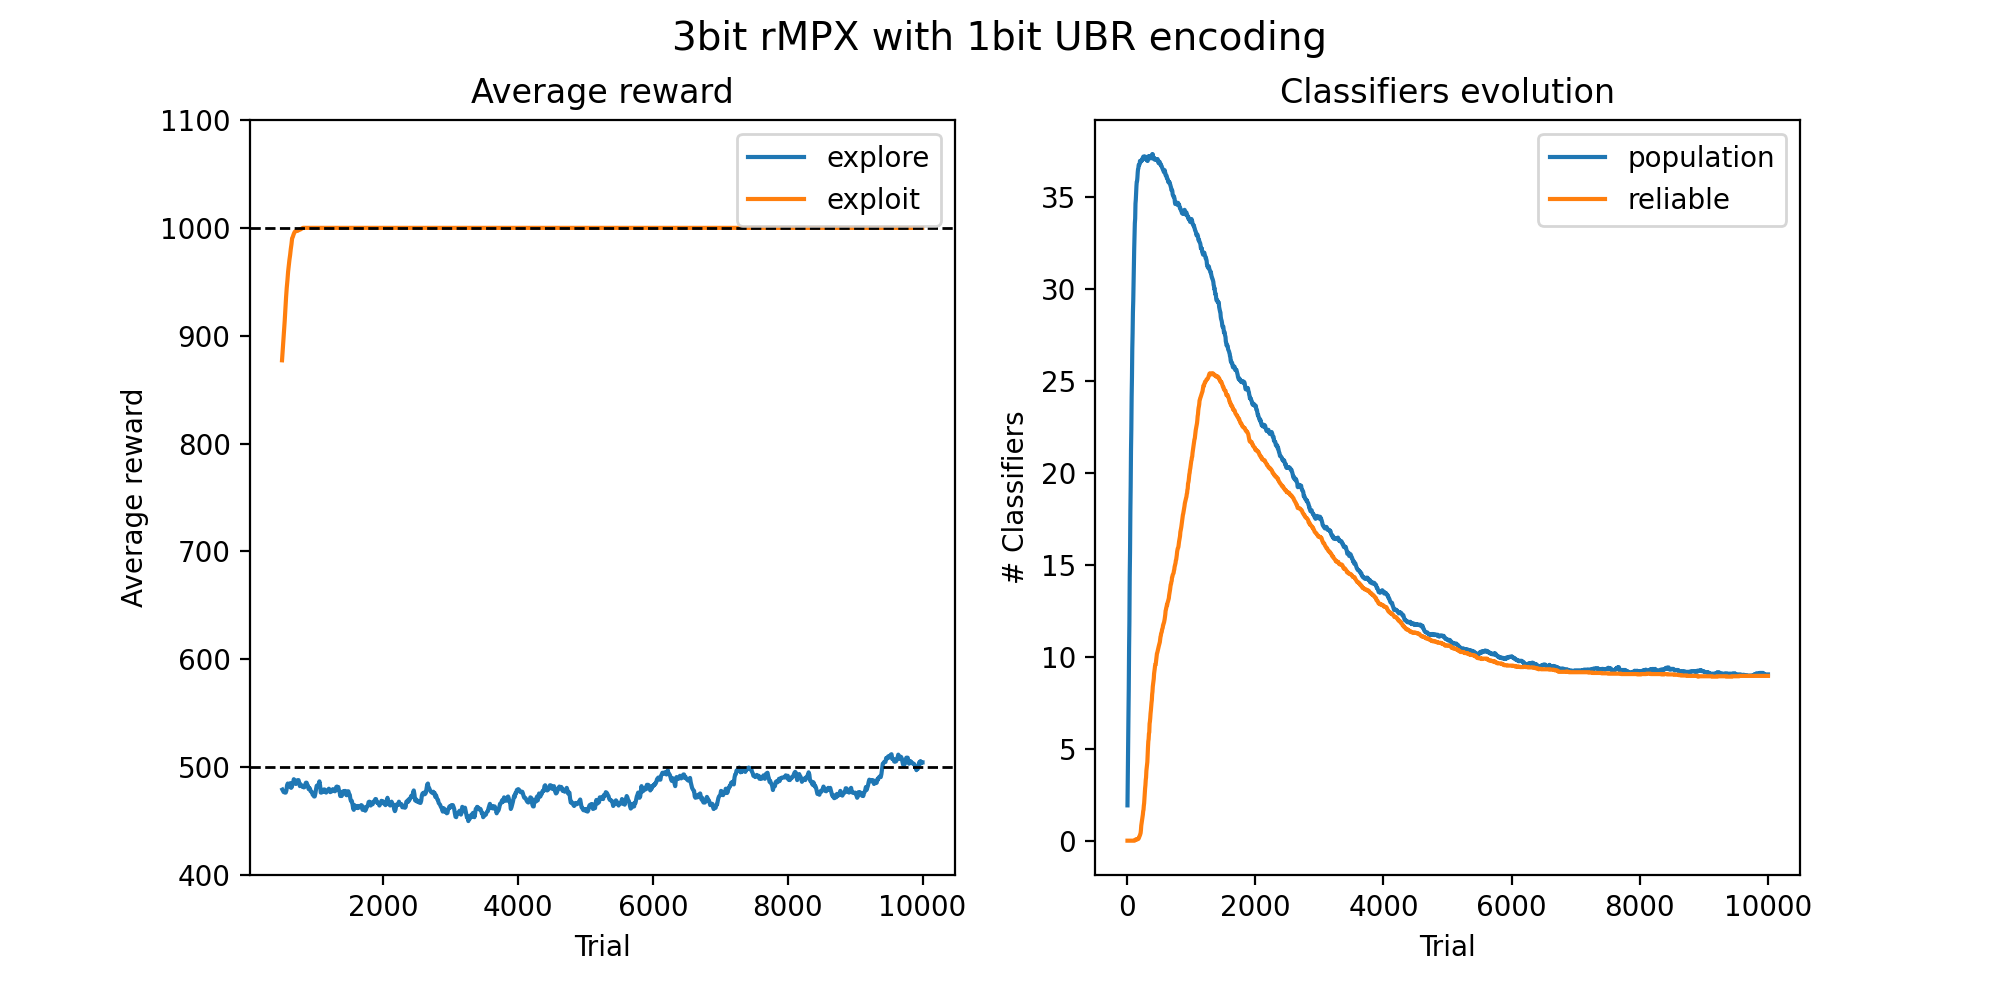 3bit rMPX with 1bit UBR encoding
Average reward
1100
1000
900
800
700
600
500
400
Average reward
explore
exploit
2000
4000
6000
8000
10000
Trial
Classifiers evolution
35
30
25
20
15
10
5
0
# Classifiers
population
reliable
0
2000
4000
6000
8000
10000
Trial